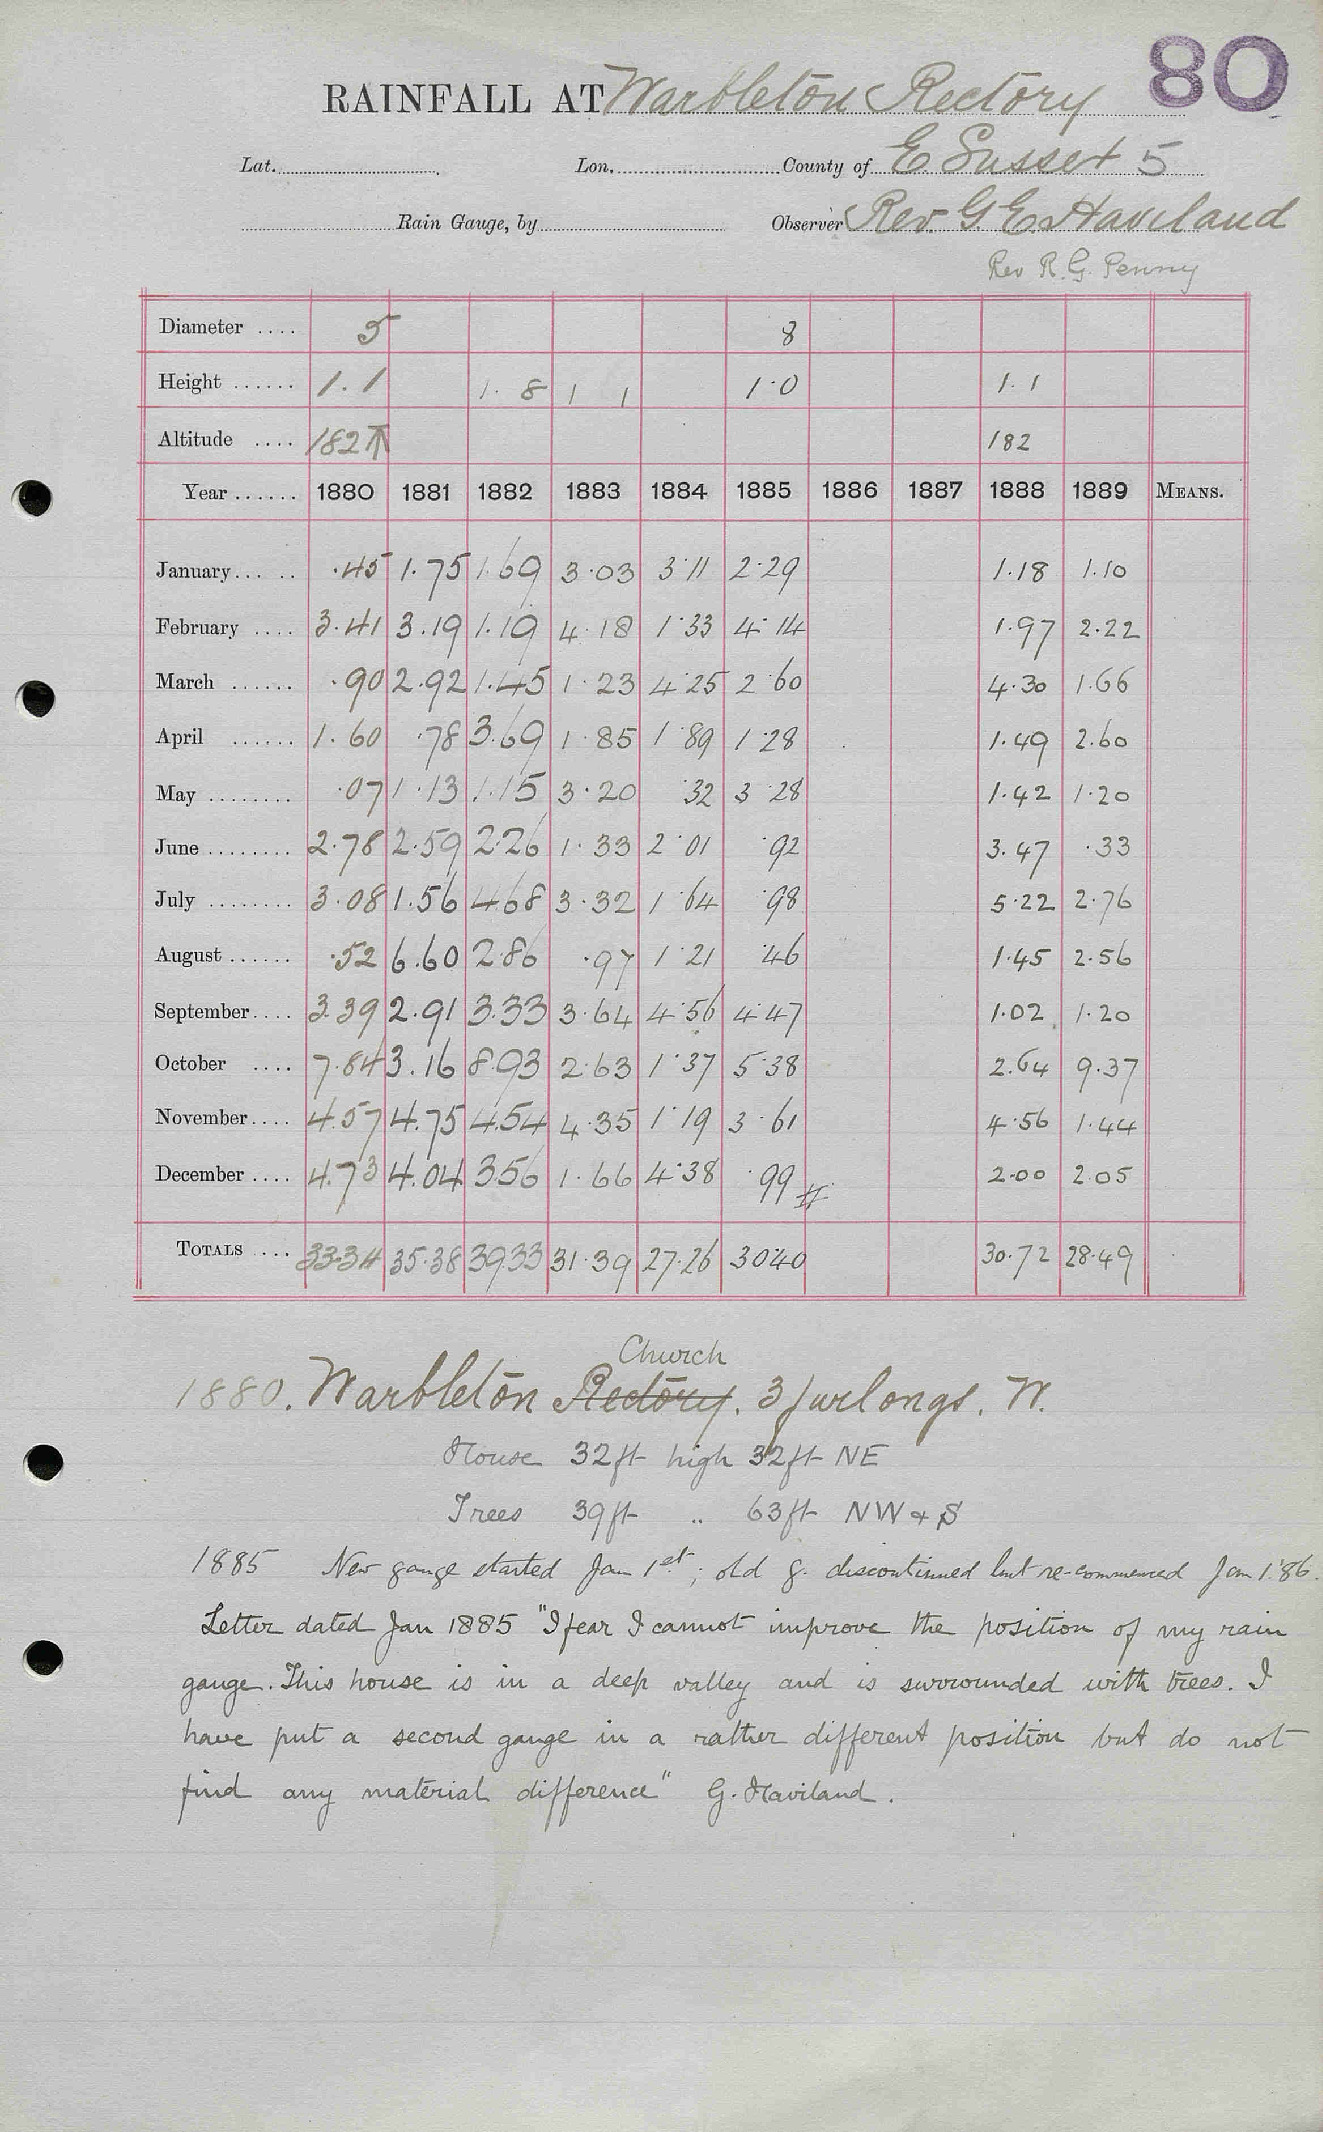 80
RAINFALL AT Warbleton Rectory
Lat. Lon. County of E Sussex 5
Rain Gauge, by Observer Rev. G. E. Haviland
Rev R. G. Penny
Diameter .... 5 8
Height ...... 1.1 1. 8 1 1 1.0 1.1
Altitude .... 182 182
Year ...... 1880 1881 1882 1883 1884 1885 1886 1887 1888 1889 MEANS.
January... .. .45 1.75 1.69 3.03 3.11 2.29 1.18 1.10
February .... 3.41 3.19 1.19 4.18 1.33 4.14 1.97 2.22
March ...... .90 2.92 1.45 1.23 4.25 2.60 4.30 1.66
April ...... 1.60 .78 3.69 1.85 1.89 1.28 1.49 2.60
May ........ .07 1.13 1.15 3.20 .32 3.28 1.42 1.20
June ........ 2.78 2.59 2.26 1.33 2.01 .92 3.47 .33
July ........ 3.08 1.56 4.68 3.32 1.64 .98 5.22 2.76
August ...... .52 6.60 2.86 .97 1.21 .46 1.45 2.56
September.... 3.39 2.91 3.33 3.64 4.56 4.47 1.02 1.20
October .... 7.84 3.16 8.93 2.63 1.37 5.38 2.64 9.37
November.... 4.57 4.75 4.54 4.35 1.19 3.61 4.56 1.44
December .... 4.73 4.04 3.56 1.66 4.38 .99 2.00 2.05
TOTALS .... 33.34 35.38 39.33 31.39 27.26 30.40 30.72 28.49
Church
1880. Warbleton Rectory. 3 furlongs. W.
House 32ft high 32ft NE
Trees 39ft .. 63ft NW & S
1885 New gauge started Jan 1st; old g. discontinued but re-commenced Jan 1.'86.
Letter dated Jan 1885 "I fear I cannot improve the position of my rain
gauge. This house is in a deep valley and is surrounded with trees. I
have put a second gauge in a rather different position but do not
find any material difference" G. Haviland.